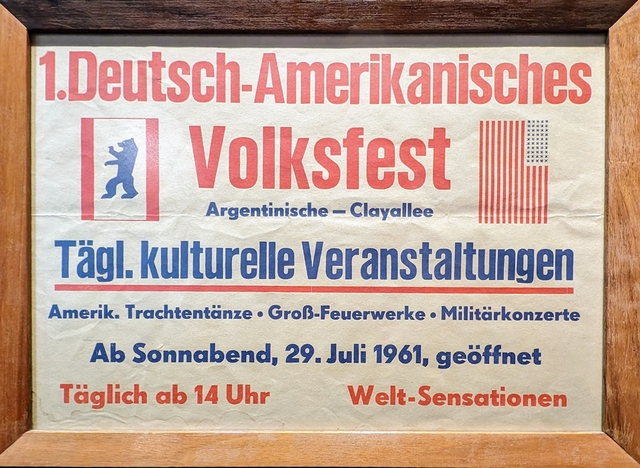 1.Deutsch-Amerikanisches
Volksfest
Argentinische – Clayallee
Tägl. kulturelle Veranstaltungen
Amerik. Trachtentänze • Groß-Feuerwerke • Militärkonzerte
Ab Sonnabend, 29. Juli 1961, geöffnet
Täglich ab 14 Uhr Welt-Sensationen